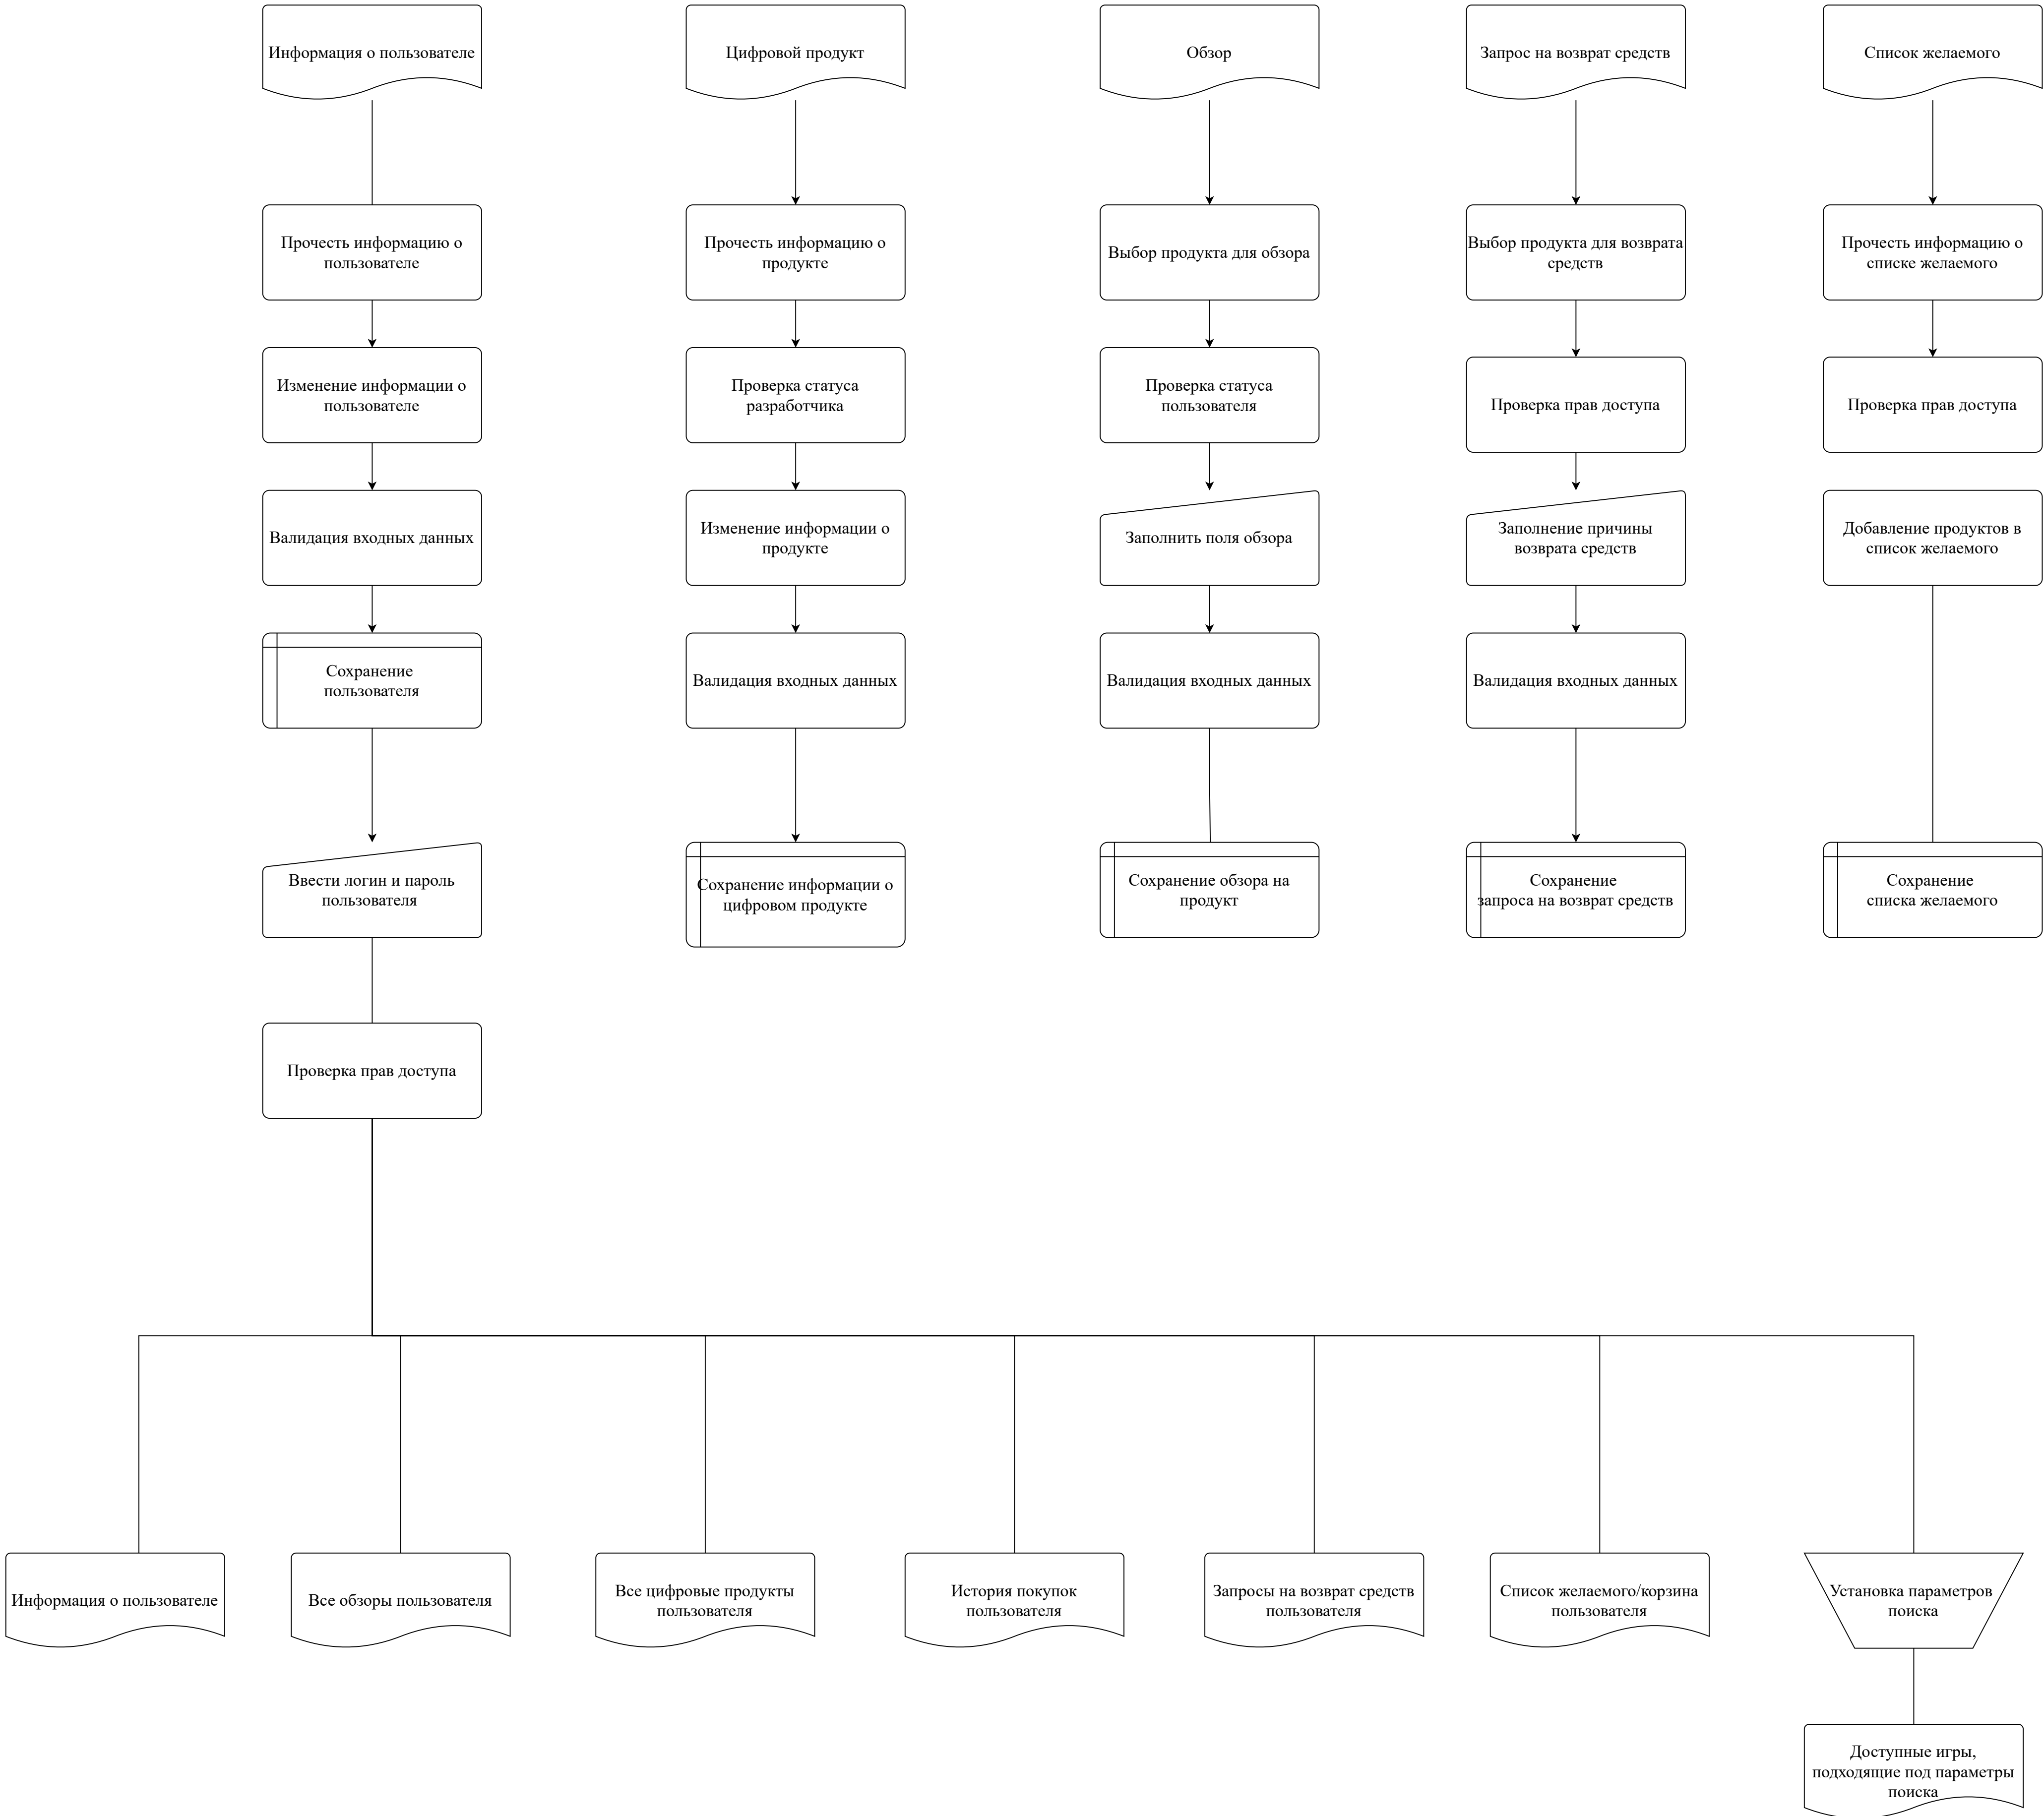 Информация о пользователе
Цифровой продукт
Обзор
Запрос на возврат средств
Список желаемого
Прочесть информацию о
пользователе
Прочесть информацию о
продукте
Выбор продукта для обзора
Выбор продукта для возврата
средств
Прочесть информацию о
списке желаемого
Изменение информации о
пользователе
Проверка статуса
разработчика
Проверка статуса
пользователя
Проверка прав доступа
Проверка прав доступа
Валидация входных данных
Изменение информации о
продукте
Заполнить поля обзора
Заполнение причины
возврата средств
Добавление продуктов в
список желаемого
Сохранение
пользователя
Валидация входных данных
Валидация входных данных
Валидация входных данных
Ввести логин и пароль
пользователя
Сохранение информации о
цифровом продукте
Сохранение обзора на
продукт
Сохранение
запроса на возврат средств
Сохранение
списка желаемого
Проверка прав доступа
Информация о пользователе
Все обзоры пользователя
Все цифровые продукты
пользователя
История покупок
пользователя
Запросы на возврат средств
пользователя
Список желаемого/корзина
пользователя
Установка параметров
поиска
Доступные игры,
подходящие под параметры
поиска